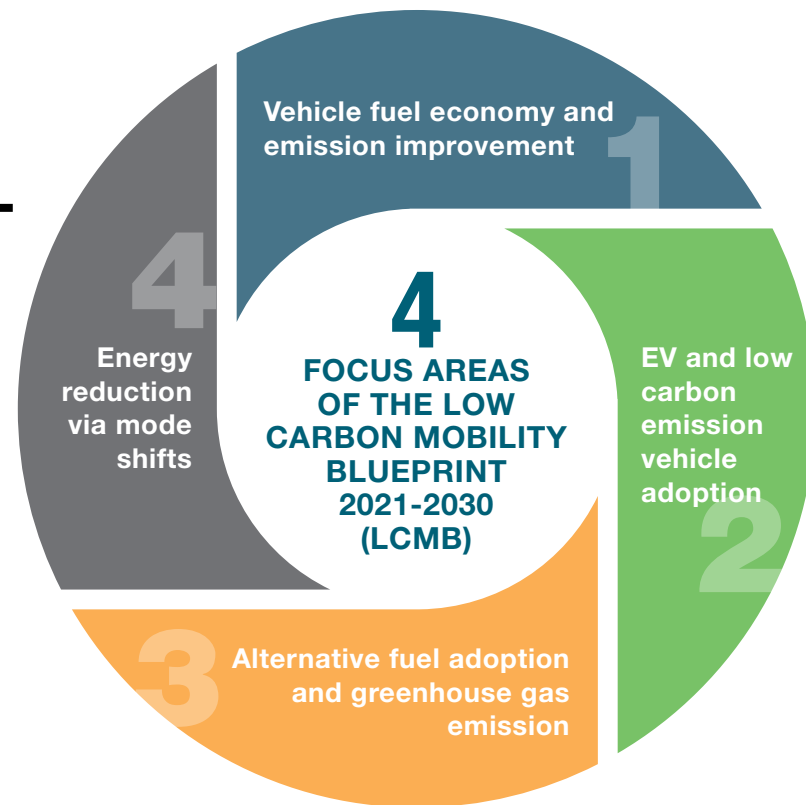 4
FOCUS AREAS
OF THE LOW
CARBON MOBILITY
BLUEPRINT
2021-2030
(LCMB)
1
Vehicle fuel economy and
emission improvement
2
EV and low
carbon
emission
vehicle
adoption
3
Alternative fuel adoption
and greenhouse gas
emission
4
Energy
reduction
via mode
shifts